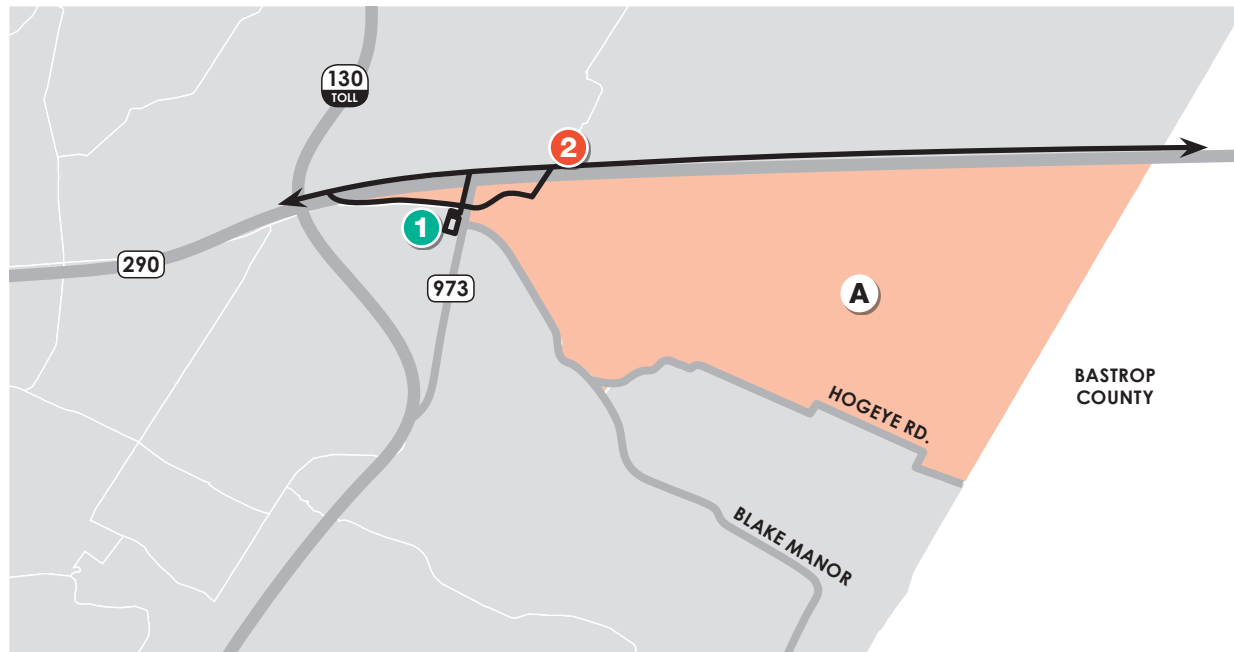 130
TOLL
2
1
290
973
A
BASTROP
COUNTY
HOGEYE RD.
BLAKE MANOR